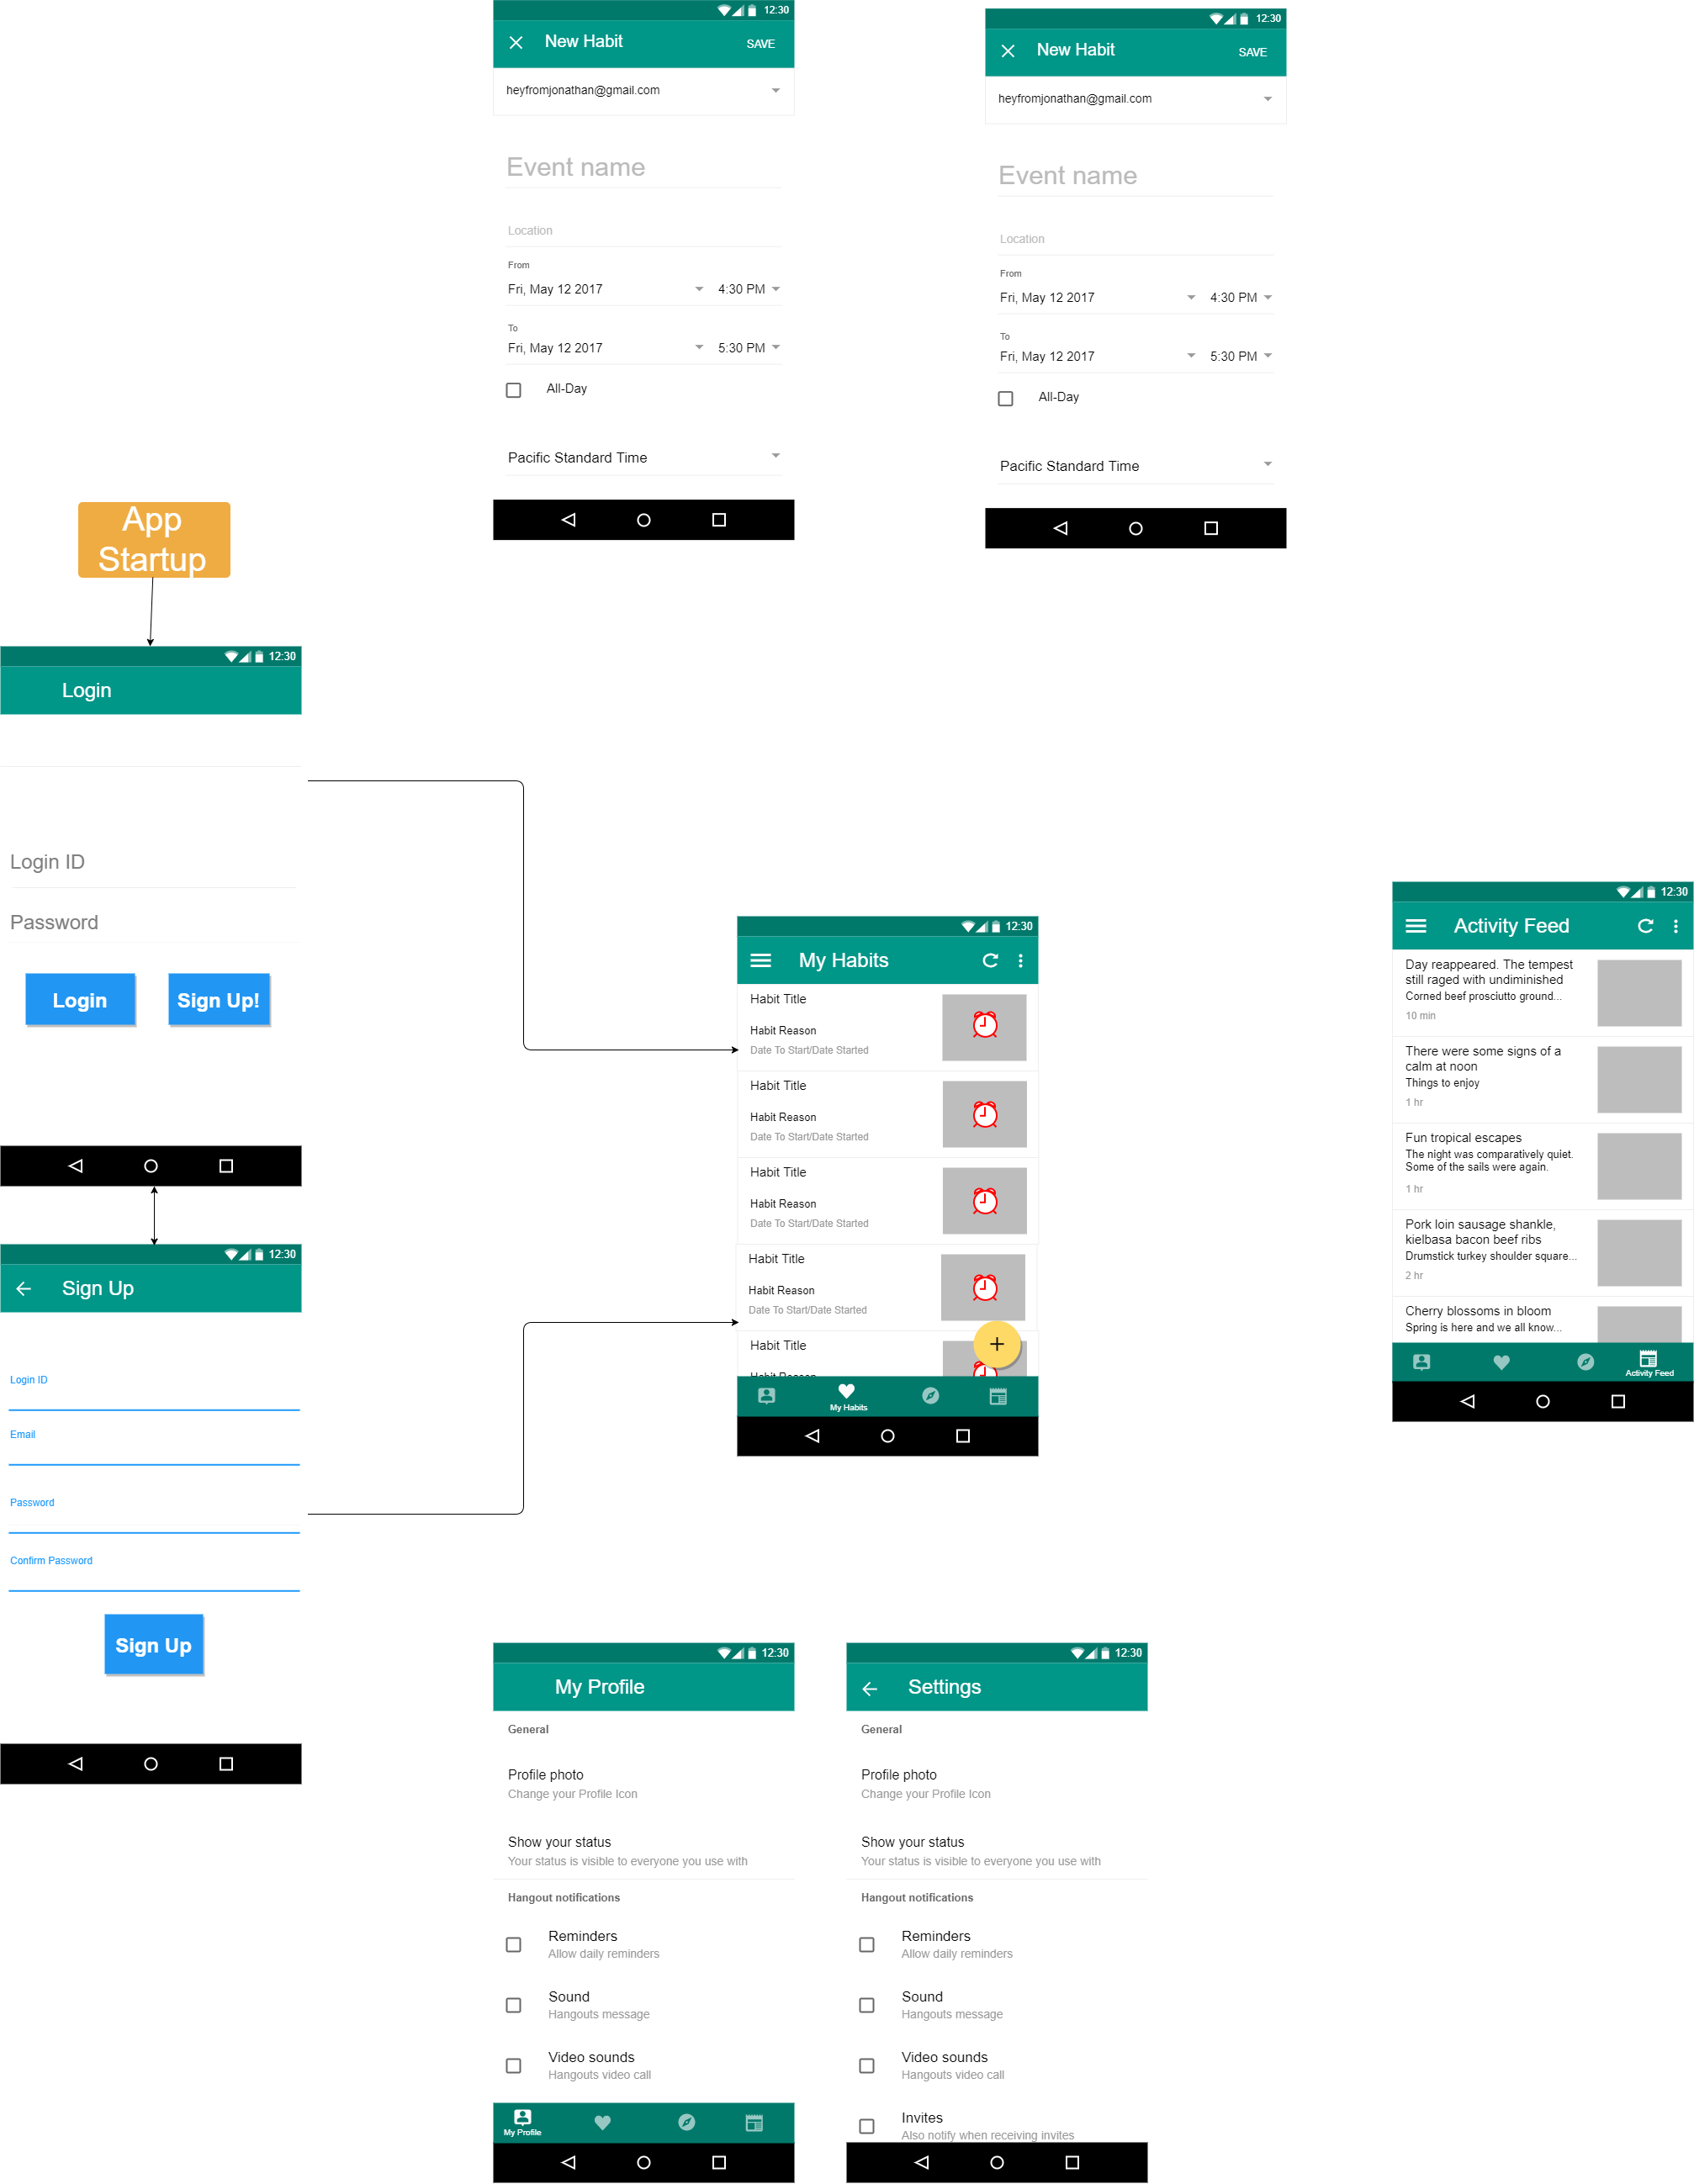 12:30
New Habit
SAVE
heyfromjonathan@gmail.com
Event name
Location
From
Fri, May 12 2017 4:30 PM
To
Fri, May 12 2017 5:30 PM
All-Day
Pacific Standard Time
12:30
New Habit
SAVE
heyfromjonathan@gmail.com
Event name
Location
From
Fri, May 12 2017 4:30 PM
To
Fri, May 12 2017 5:30 PM
All-Day
Pacific Standard Time
App
Startup
12:30
Login
Login ID
Password
Login
Sign Up!
12:30
Sign Up
Login ID
Email
Password
Confirm Password
Sign Up
12:30
My Habits
Habit Title
Habit Reason
Date To Start/Date Started
Habit Title
Habit Reason
Date To Start/Date Started
Habit Title
Habit Reason
Date To Start/Date Started
Habit Title
Habit Reason
Date To Start/Date Started
Habit Title
Habit Reason
My Habits
12:30
Activity Feed
Day reappeared. The tempest
still raged with undiminished
Corned beef prosciutto ground...
10 min
There were some signs of a
calm at noon
Things to enjoy
1 hr
Fun tropical escapes
The night was comparatively quiet.
Some of the sails were again.
1 hr
Pork loin sausage shankle,
kielbasa bacon beef ribs
Drumstick turkey shoulder square...
2 hr
Cherry blossoms in bloom
Spring is here and we all know...
Activity Feed
12:30
My Profile
General
Profile photo
Change your Profile Icon
Show your status
Your status is visible to everyone you use with
Hangout notifications
Reminders
Allow daily reminders
Sound
Hangouts message
Video sounds
Hangouts video call
My Profile
12:30
Settings
General
Profile photo
Change your Profile Icon
Show your status
Your status is visible to everyone you use with
Hangout notifications
Reminders
Allow daily reminders
Sound
Hangouts message
Video sounds
Hangouts video call
Invites
Also notify when receiving invites